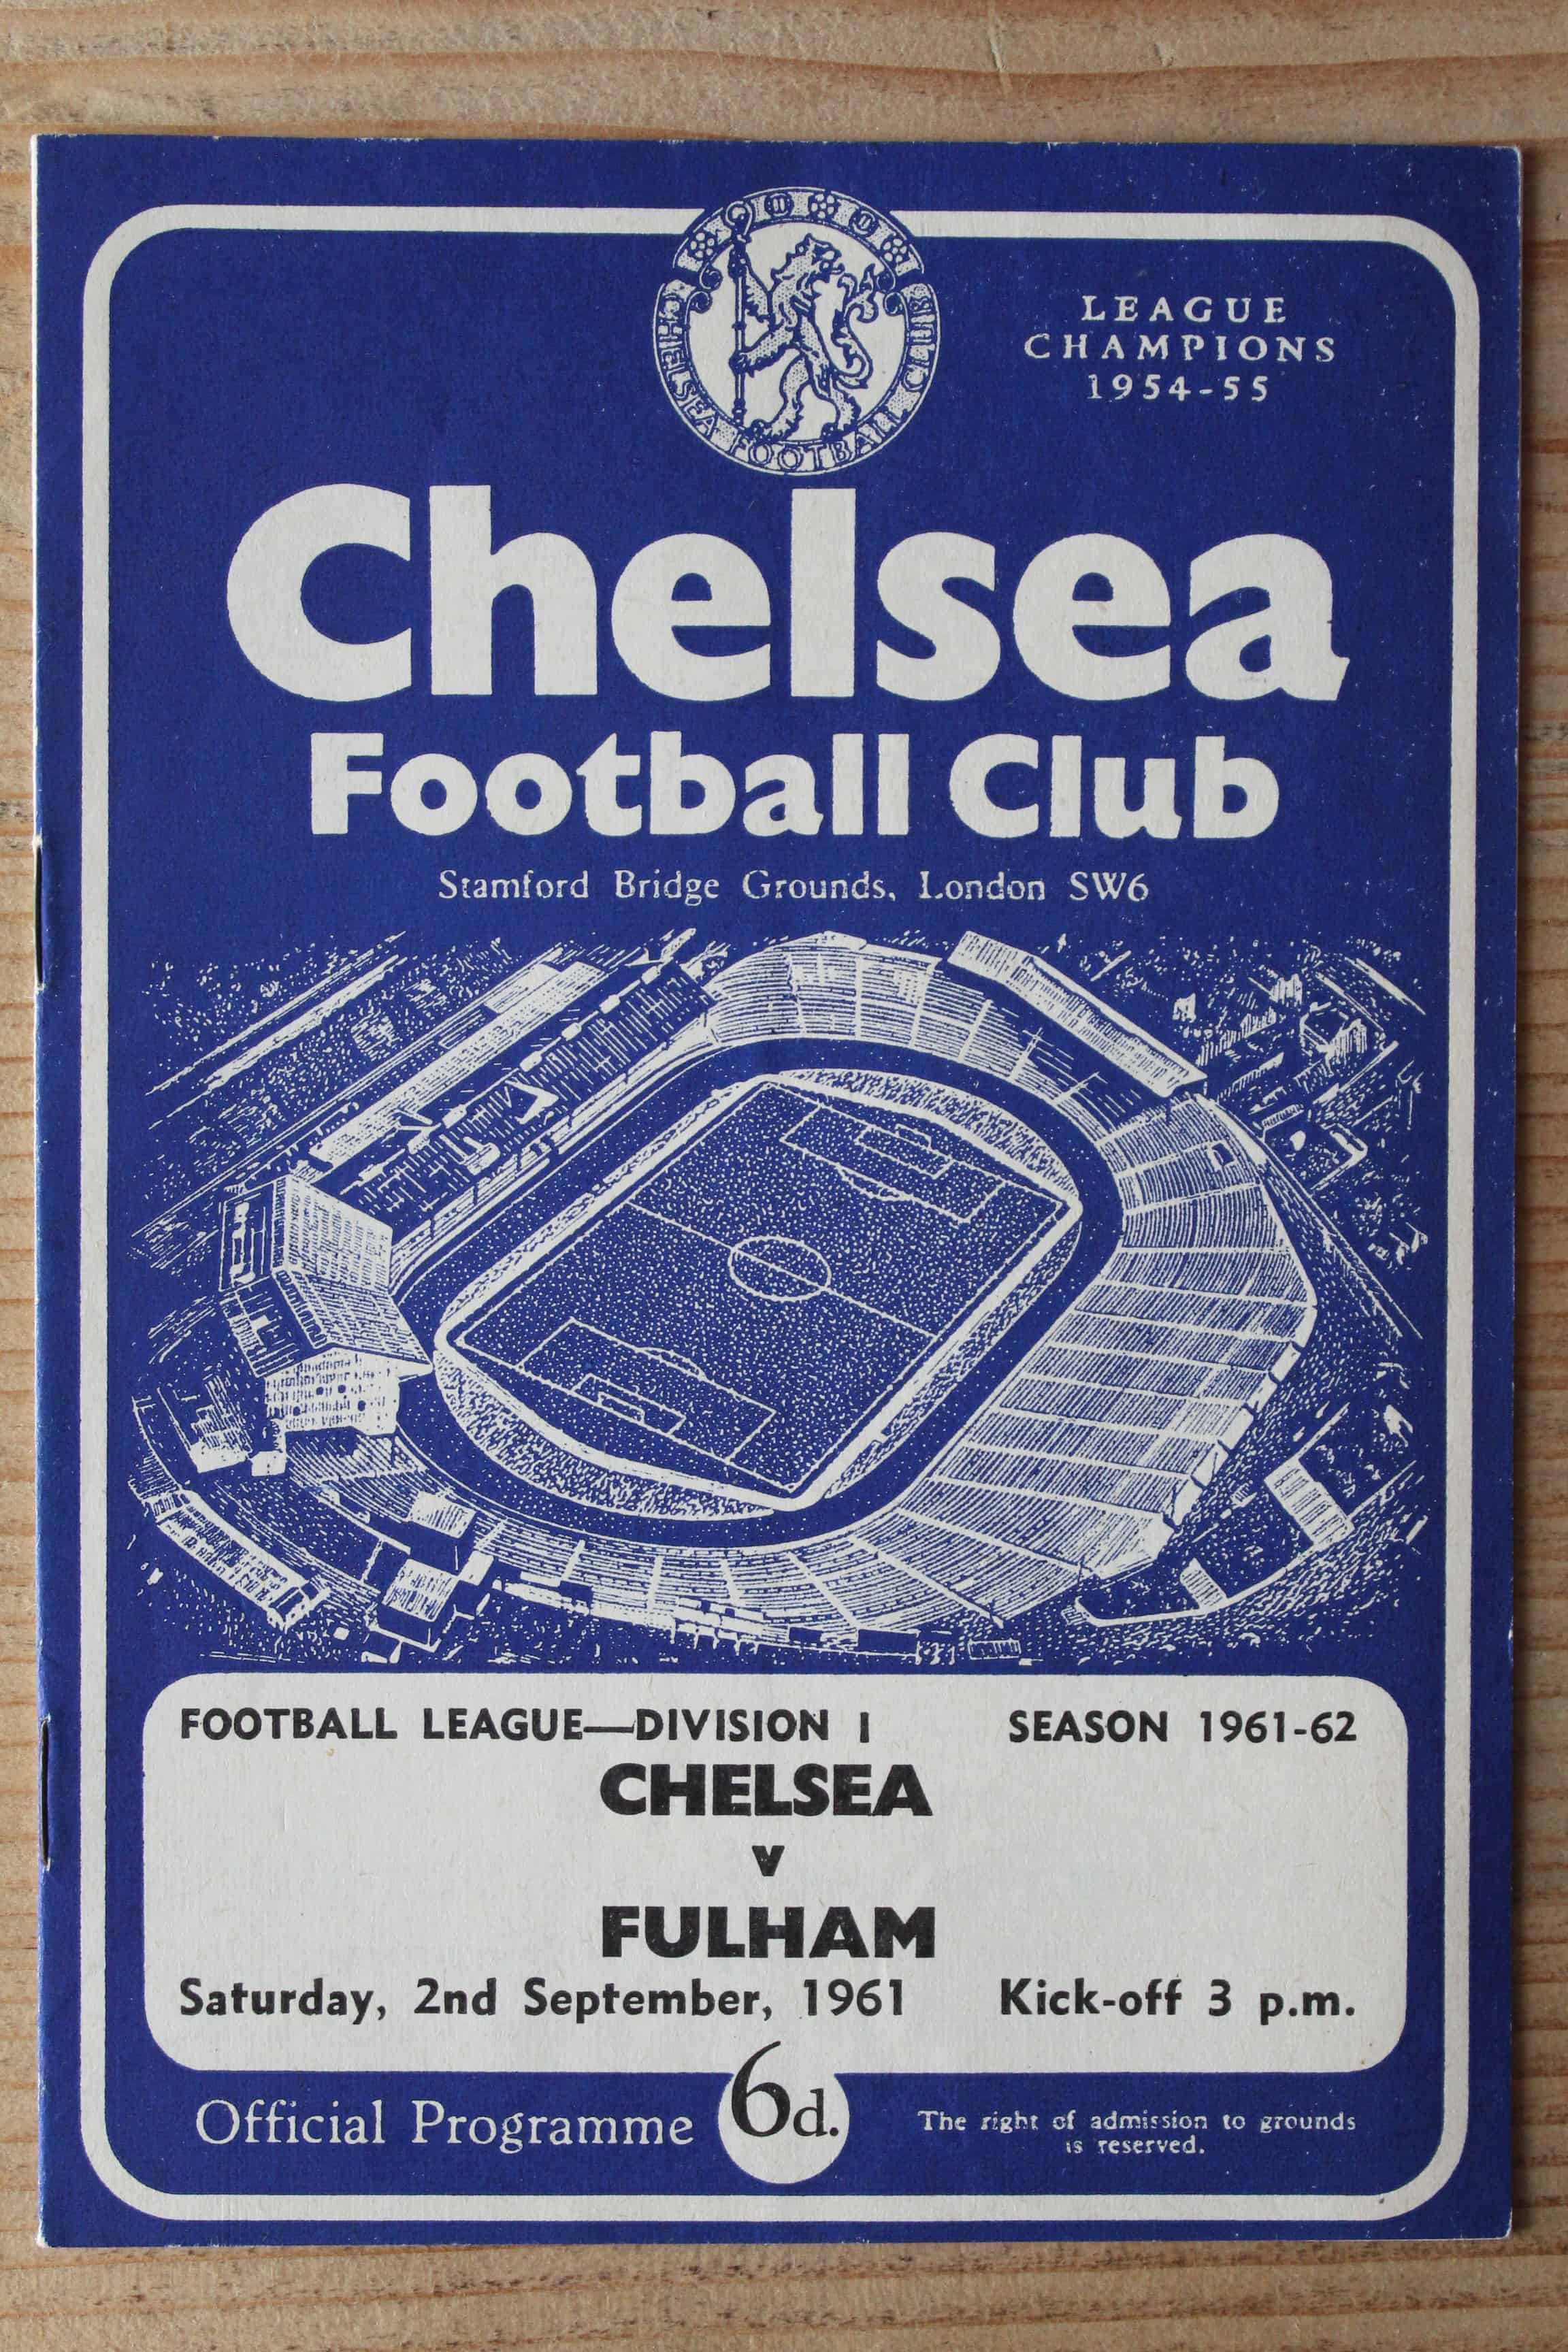 CHELSEA FOOTBALL CLUB
LEAGUE
CHAMPIONS
1954-55
Chelsea
Football Club
Stamford Bridge Grounds, London SW6
FOOTBALL LEAGUE—DIVISION I SEASON 1961-62
CHELSEA
v
FULHAM
Saturday, 2nd September, 1961 Kick-off 3 p.m.
Official Programme 6d. The right of admission to grounds
is reserved.